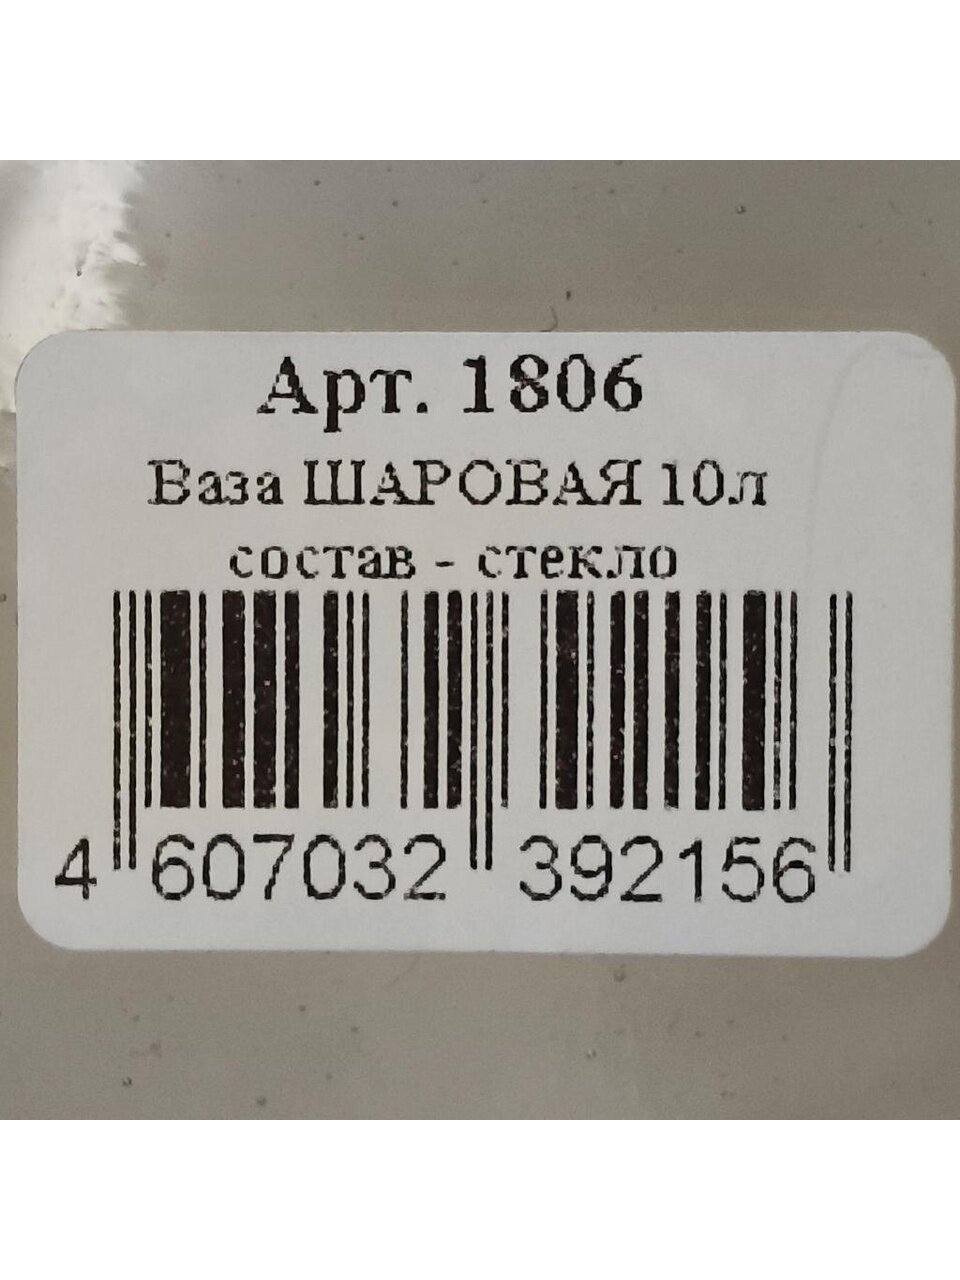 Арт. 1806
Ваза ШАРОВАЯ 10л
состав - стекло
4 607032 392156